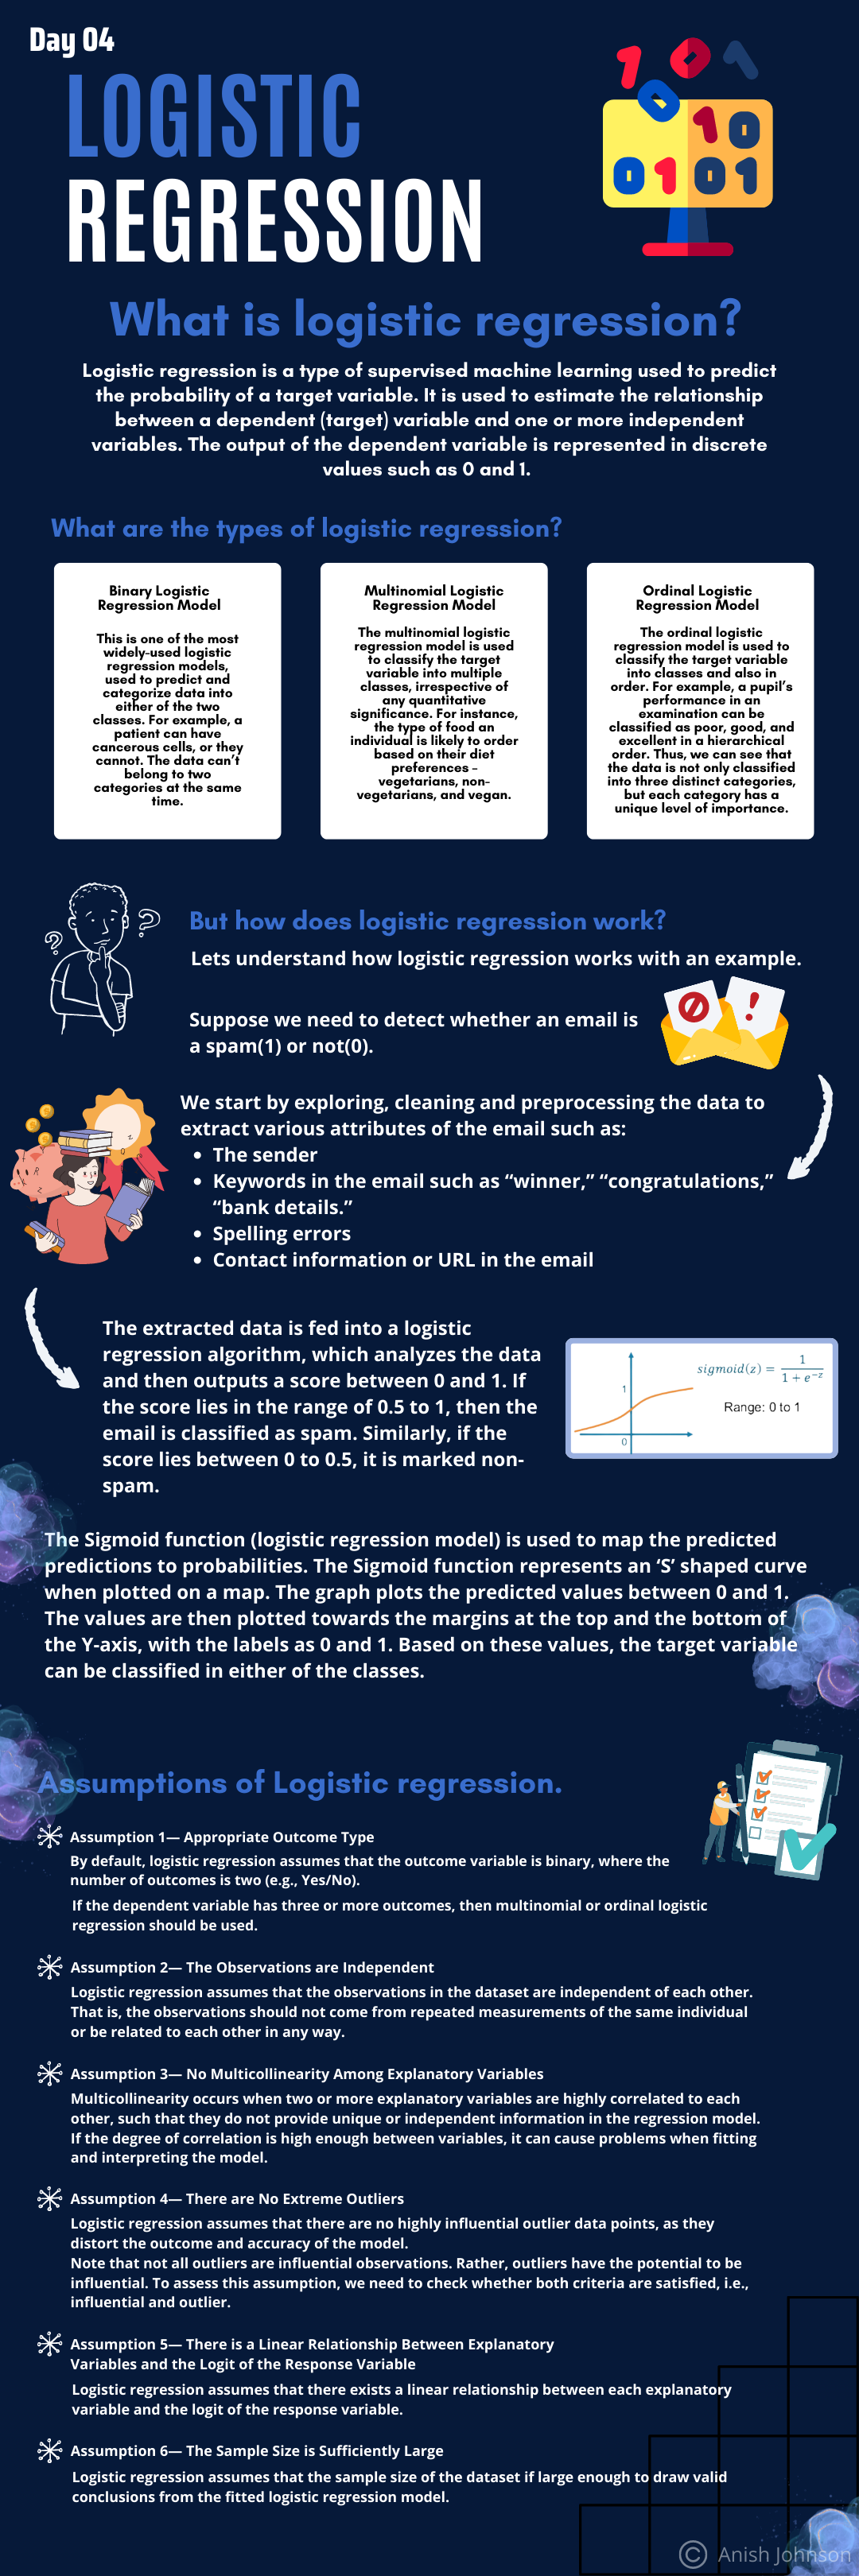 Day 04
LOGISTIC
REGRESSION
1 0 1
0
1 0
0 1 0 1
What is logistic regression?
Logistic regression is a type of supervised machine learning used to predict
the probability of a target variable. It is used to estimate the relationship
between a dependent (target) variable and one or more independent
variables. The output of the dependent variable is represented in discrete
values such as 0 and 1.
What are the types of logistic regression?
Binary Logistic
Regression Model
This is one of the most
widely-used logistic
regression models,
used to predict and
categorize data into
either of the two
classes. For example, a
patient can have
cancerous cells, or they
cannot. The data can't
belong to two
categories at the same
time.
Multinomial Logistic
Regression Model
The multinomial logistic
regression model is used
to classify the target
variable into multiple
classes, irrespective of
any quantitative
significance. For instance,
the type of food an
individual is likely to order
based on their diet
preferences -
vegetarians, non-
vegetarians, and vegan.
Ordinal Logistic
Regression Model
The ordinal logistic
regression model is used to
classify the target variable
into classes and also in
order. For example, a pupil's
performance in an
examination can be
classified as poor, good, and
excellent in a hierarchical
order. Thus, we can see that
the data is not only classified
into three distinct categories,
but each category has a
unique level of importance.
? ?
But how does logistic regression work?
Lets understand how logistic regression works with an example.
Suppose we need to detect whether an email is
a spam(1) or not(0).
!
We start by exploring, cleaning and preprocessing the data to
extract various attributes of the email such as:
• The sender
• Keywords in the email such as “winner,” “congratulations,”
“bank details.”
• Spelling errors
• Contact information or URL in the email
The extracted data is fed into a logistic
regression algorithm, which analyzes the data
and then outputs a score between 0 and 1. If
the score lies in the range of 0.5 to 1, then the
email is classified as spam. Similarly, if the
score lies between 0 to 0.5, it is marked non-
spam.
1
0
sigmoid(z) = 1 / 1 + e^−z
Range: 0 to 1
The Sigmoid function (logistic regression model) is used to map the predicted
predictions to probabilities. The Sigmoid function represents an ‘S’ shaped curve
when plotted on a map. The graph plots the predicted values between 0 and 1.
The values are then plotted towards the margins at the top and the bottom of
the Y-axis, with the labels as 0 and 1. Based on these values, the target variable
can be classified in either of the classes.
Assumptions of Logistic regression.
Assumption 1— Appropriate Outcome Type
By default, logistic regression assumes that the outcome variable is binary, where the
number of outcomes is two (e.g., Yes/No).
If the dependent variable has three or more outcomes, then multinomial or ordinal logistic
regression should be used.
Assumption 2— The Observations are Independent
Logistic regression assumes that the observations in the dataset are independent of each other.
That is, the observations should not come from repeated measurements of the same individual
or be related to each other in any way.
Assumption 3— No Multicollinearity Among Explanatory Variables
Multicollinearity occurs when two or more explanatory variables are highly correlated to each
other, such that they do not provide unique or independent information in the regression model.
If the degree of correlation is high enough between variables, it can cause problems when fitting
and interpreting the model.
Assumption 4— There are No Extreme Outliers
Logistic regression assumes that there are no highly influential outlier data points, as they
distort the outcome and accuracy of the model.
Note that not all outliers are influential observations. Rather, outliers have the potential to be
influential. To assess this assumption, we need to check whether both criteria are satisfied, i.e.,
influential and outlier.
Assumption 5— There is a Linear Relationship Between Explanatory
Variables and the Logit of the Response Variable
Logistic regression assumes that there exists a linear relationship between each explanatory
variable and the logit of the response variable.
Assumption 6— The Sample Size is Sufficiently Large
Logistic regression assumes that the sample size of the dataset if large enough to draw valid
conclusions from the fitted logistic regression model.
© Anish Johnson